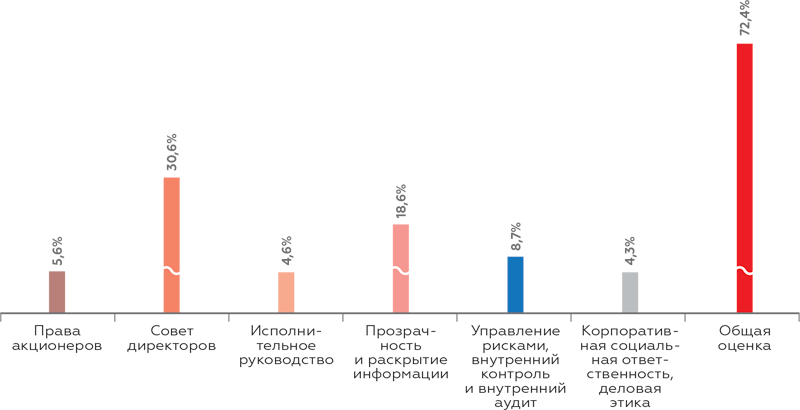 5,6%
30,6%
4,6%
18,6%
8,7%
4,3%
72,4%
Права
акционеров
Совет
директоров
Исполни-
тельное
руководство
Прозрач-
ность
и раскрытие
информации
Управление
рисками,
внутренний
контроль
и внутренний
аудит
Корпоратив-
ная социаль-
ная ответ-
ственность,
деловая
этика
Общая
оценка